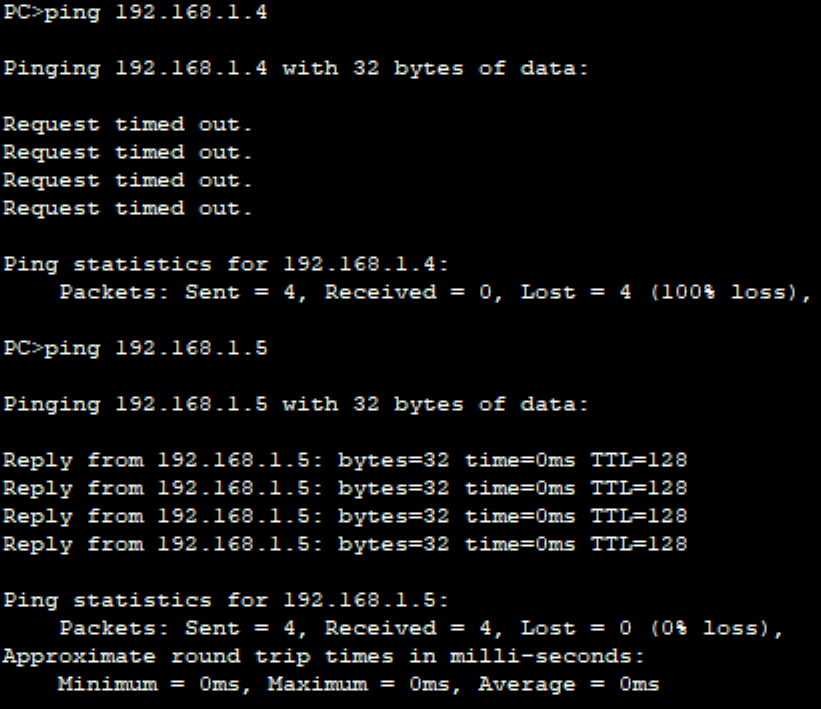 PC>ping 192.168.1.4
Pinging 192.168.1.4 with 32 bytes of data:
Request timed out.
Request timed out.
Request timed out.
Request timed out.
Ping statistics for 192.168.1.4:
Packets: Sent = 4, Received = 0, Lost = 4 (100% loss),
PC>ping 192.168.1.5
Pinging 192.168.1.5 with 32 bytes of data:
Reply from 192.168.1.5: bytes=32 time=0ms TTL=128
Reply from 192.168.1.5: bytes=32 time=0ms TTL=128
Reply from 192.168.1.5: bytes=32 time=0ms TTL=128
Reply from 192.168.1.5: bytes=32 time=0ms TTL=128
Ping statistics for 192.168.1.5:
Packets: Sent = 4, Received = 4, Lost = 0 (0% loss),
Approximate round trip times in milli-seconds:
Minimum = 0ms, Maximum = 0ms, Average = 0ms